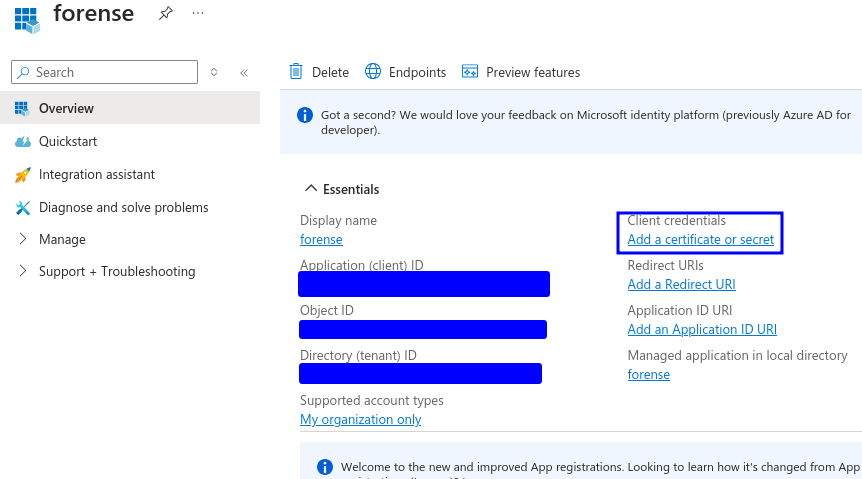 forense
Search
Overview
Quickstart
Integration assistant
Diagnose and solve problems
Manage
Support + Troubleshooting
Delete
Endpoints
Preview features
Got a second? We would love your feedback on Microsoft identity platform (previously Azure AD for
developer).
Essentials
Display name
forense
Application (client) ID
Object ID
Directory (tenant) ID
Supported account types
My organization only
Client credentials
Add a certificate or secret
Redirect URIs
Add a Redirect URI
Application ID URI
Add an Application ID URI
Managed application in local directory
forense
Welcome to the new and improved App registrations. Looking to learn how it's changed from App